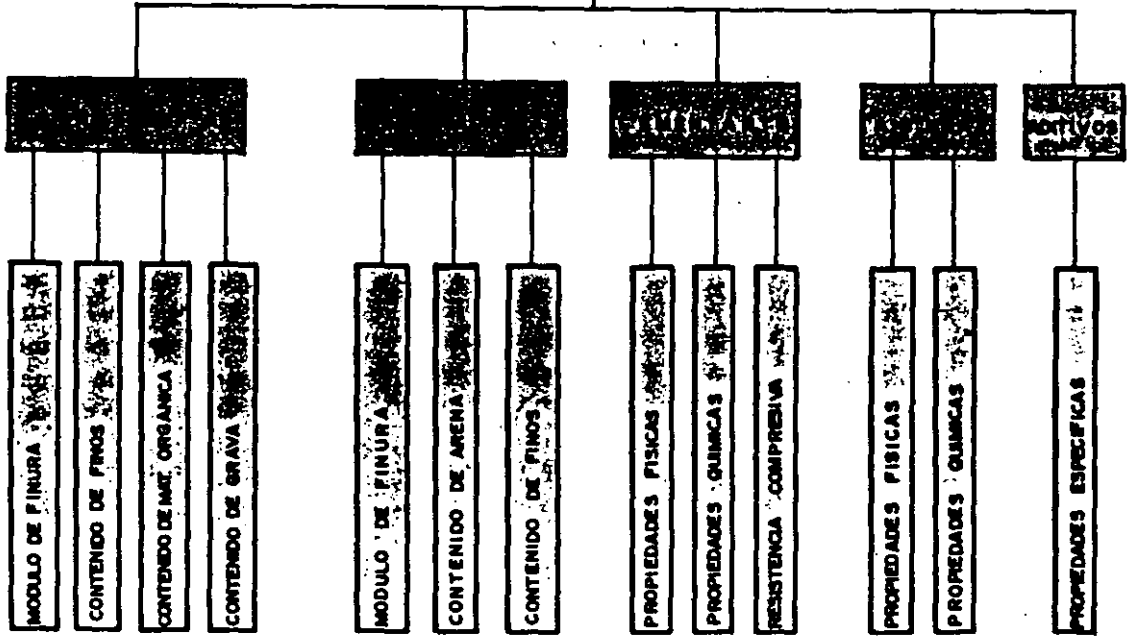 ADITIVOS
MODULO DE FINURA
CONTENIDO DE FINOS
CONTENIDO DE MAT. ORGANICA
CONTENIDO DE GRAVA
MODULO DE FINURA
CONTENIDO DE ARENA
CONTENIDO DE FINOS
PROPIEDADES FISICAS
PROPIEDADES QUIMICAS
RESISTENCIA COMPRESIVA
PROPIEDADES FISICAS
PROPIEDADES QUIMICAS
PROPIEDADES ESPECIFICAS